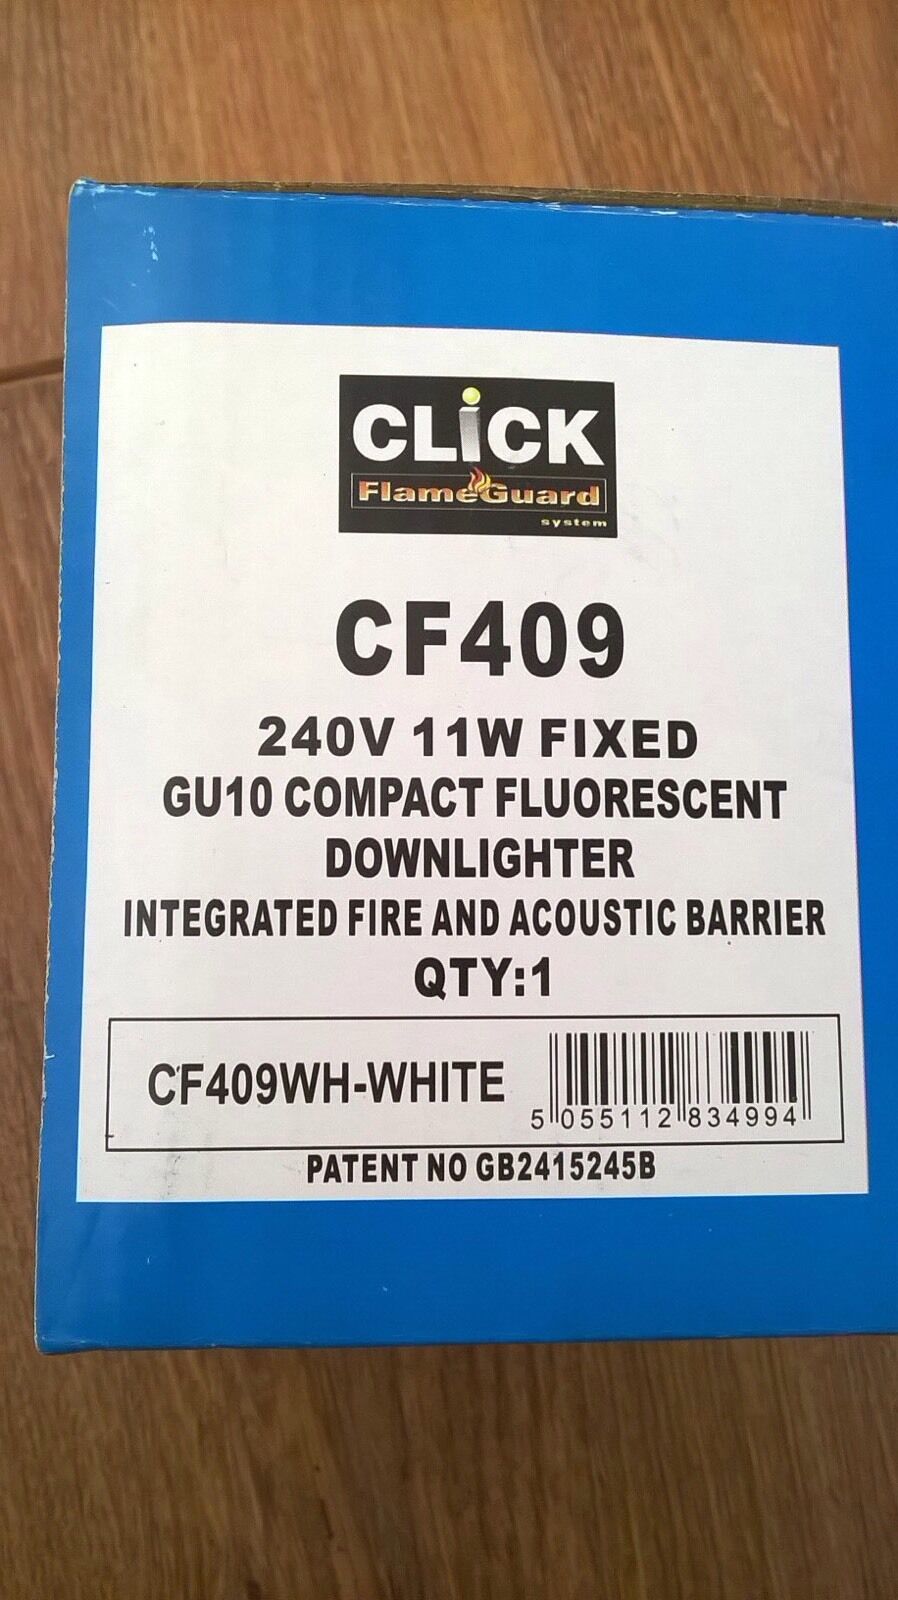 CLiCK
FlameGuard
system
CF409
240V 11W FIXED
GU10 COMPACT FLUORESCENT
DOWNLIGHTER
INTEGRATED FIRE AND ACOUSTIC BARRIER
QTY:1
CF409WH-WHITE
5 055112 834994
PATENT NO GB2415245B